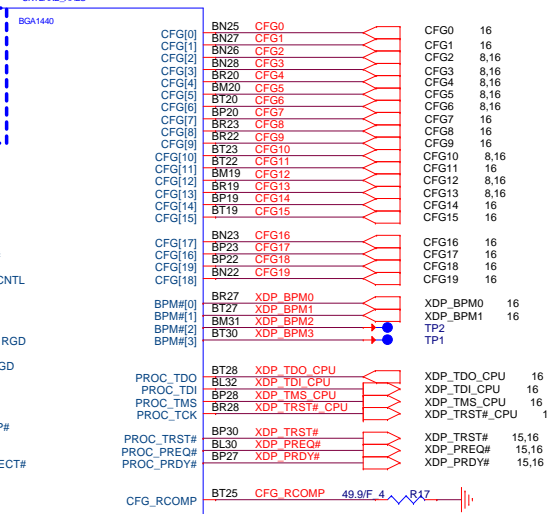 BGA1440
CFG[0] BN25 CFG0 CFG0 16
CFG[1] BN27 CFG1 CFG1 16
CFG[2] BN26 CFG2 CFG2 8,16
CFG[3] BN28 CFG3 CFG3 8,16
CFG[4] BR20 CFG4 CFG4 8,16
CFG[5] BM20 CFG5 CFG5 8,16
CFG[6] BT20 CFG6 CFG6 8,16
CFG[7] BP20 CFG7 CFG7 16
CFG[8] BR23 CFG8 CFG8 16
CFG[9] BR22 CFG9 CFG9 16
CFG[10] BT23 CFG10 CFG10 8,16
CFG[11] BT22 CFG11 CFG11 16
CFG[12] BM19 CFG12 CFG12 8,16
CFG[13] BR19 CFG13 CFG13 8,16
CFG[14] BP19 CFG14 CFG14 16
CFG[15] BT19 CFG15 CFG15 16
CFG[17] BN23 CFG16 CFG16 16
CFG[16] BP23 CFG17 CFG17 16
CFG[19] BP22 CFG18 CFG18 16
CNTL CFG[18] BN22 CFG19 CFG19 16
BPM#[0] BR27 XDP_BPM0 XDP_BPM0 16
BPM#[1] BT27 XDP_BPM1 XDP_BPM1 16
BPM#[2] BM31 XDP_BPM2 TP2
RGD BPM#[3] BT30 XDP_BPM3 TP1
GD
PROC_TDO BT28 XDP_TDO_CPU XDP_TDO_CPU 16
PROC_TDI BL32 XDP_TDI_CPU XDP_TDI_CPU 16
PROC_TMS BP28 XDP_TMS_CPU XDP_TMS_CPU 16
PROC_TCK BR28 XDP_TRST#_CPU XDP_TRST#_CPU 1
P#
PROC_TRST# BP30 XDP_TRST# XDP_TRST# 15,16
PROC_PREQ# BL30 XDP_PREQ# XDP_PREQ# 15,16
ECT# PROC_PRDY# BP27 XDP_PRDY# XDP_PRDY# 15,16
CFG_RCOMP BT25 CFG_RCOMP 49.9/F_4 R17